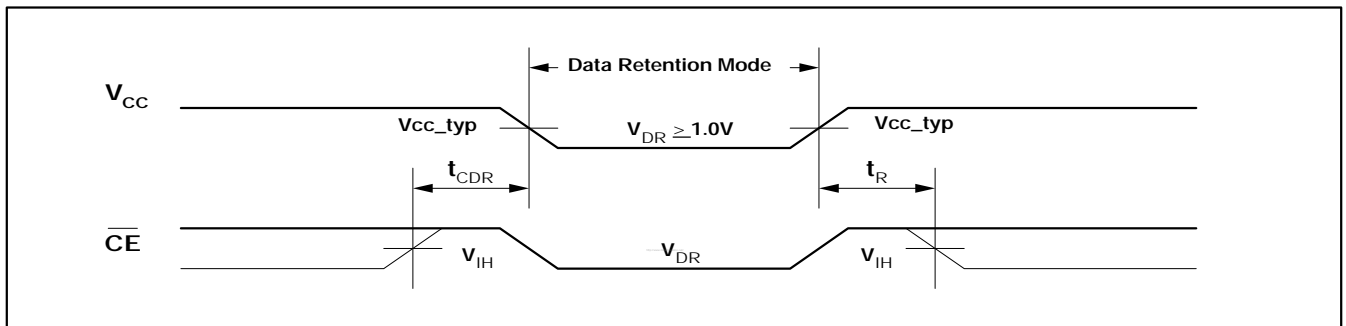 Data Retention Mode
VCC
Vcc_typ
VDR ≥ 1.0V
Vcc_typ
tCDR
tR
CE
VIH
VDR
VIH